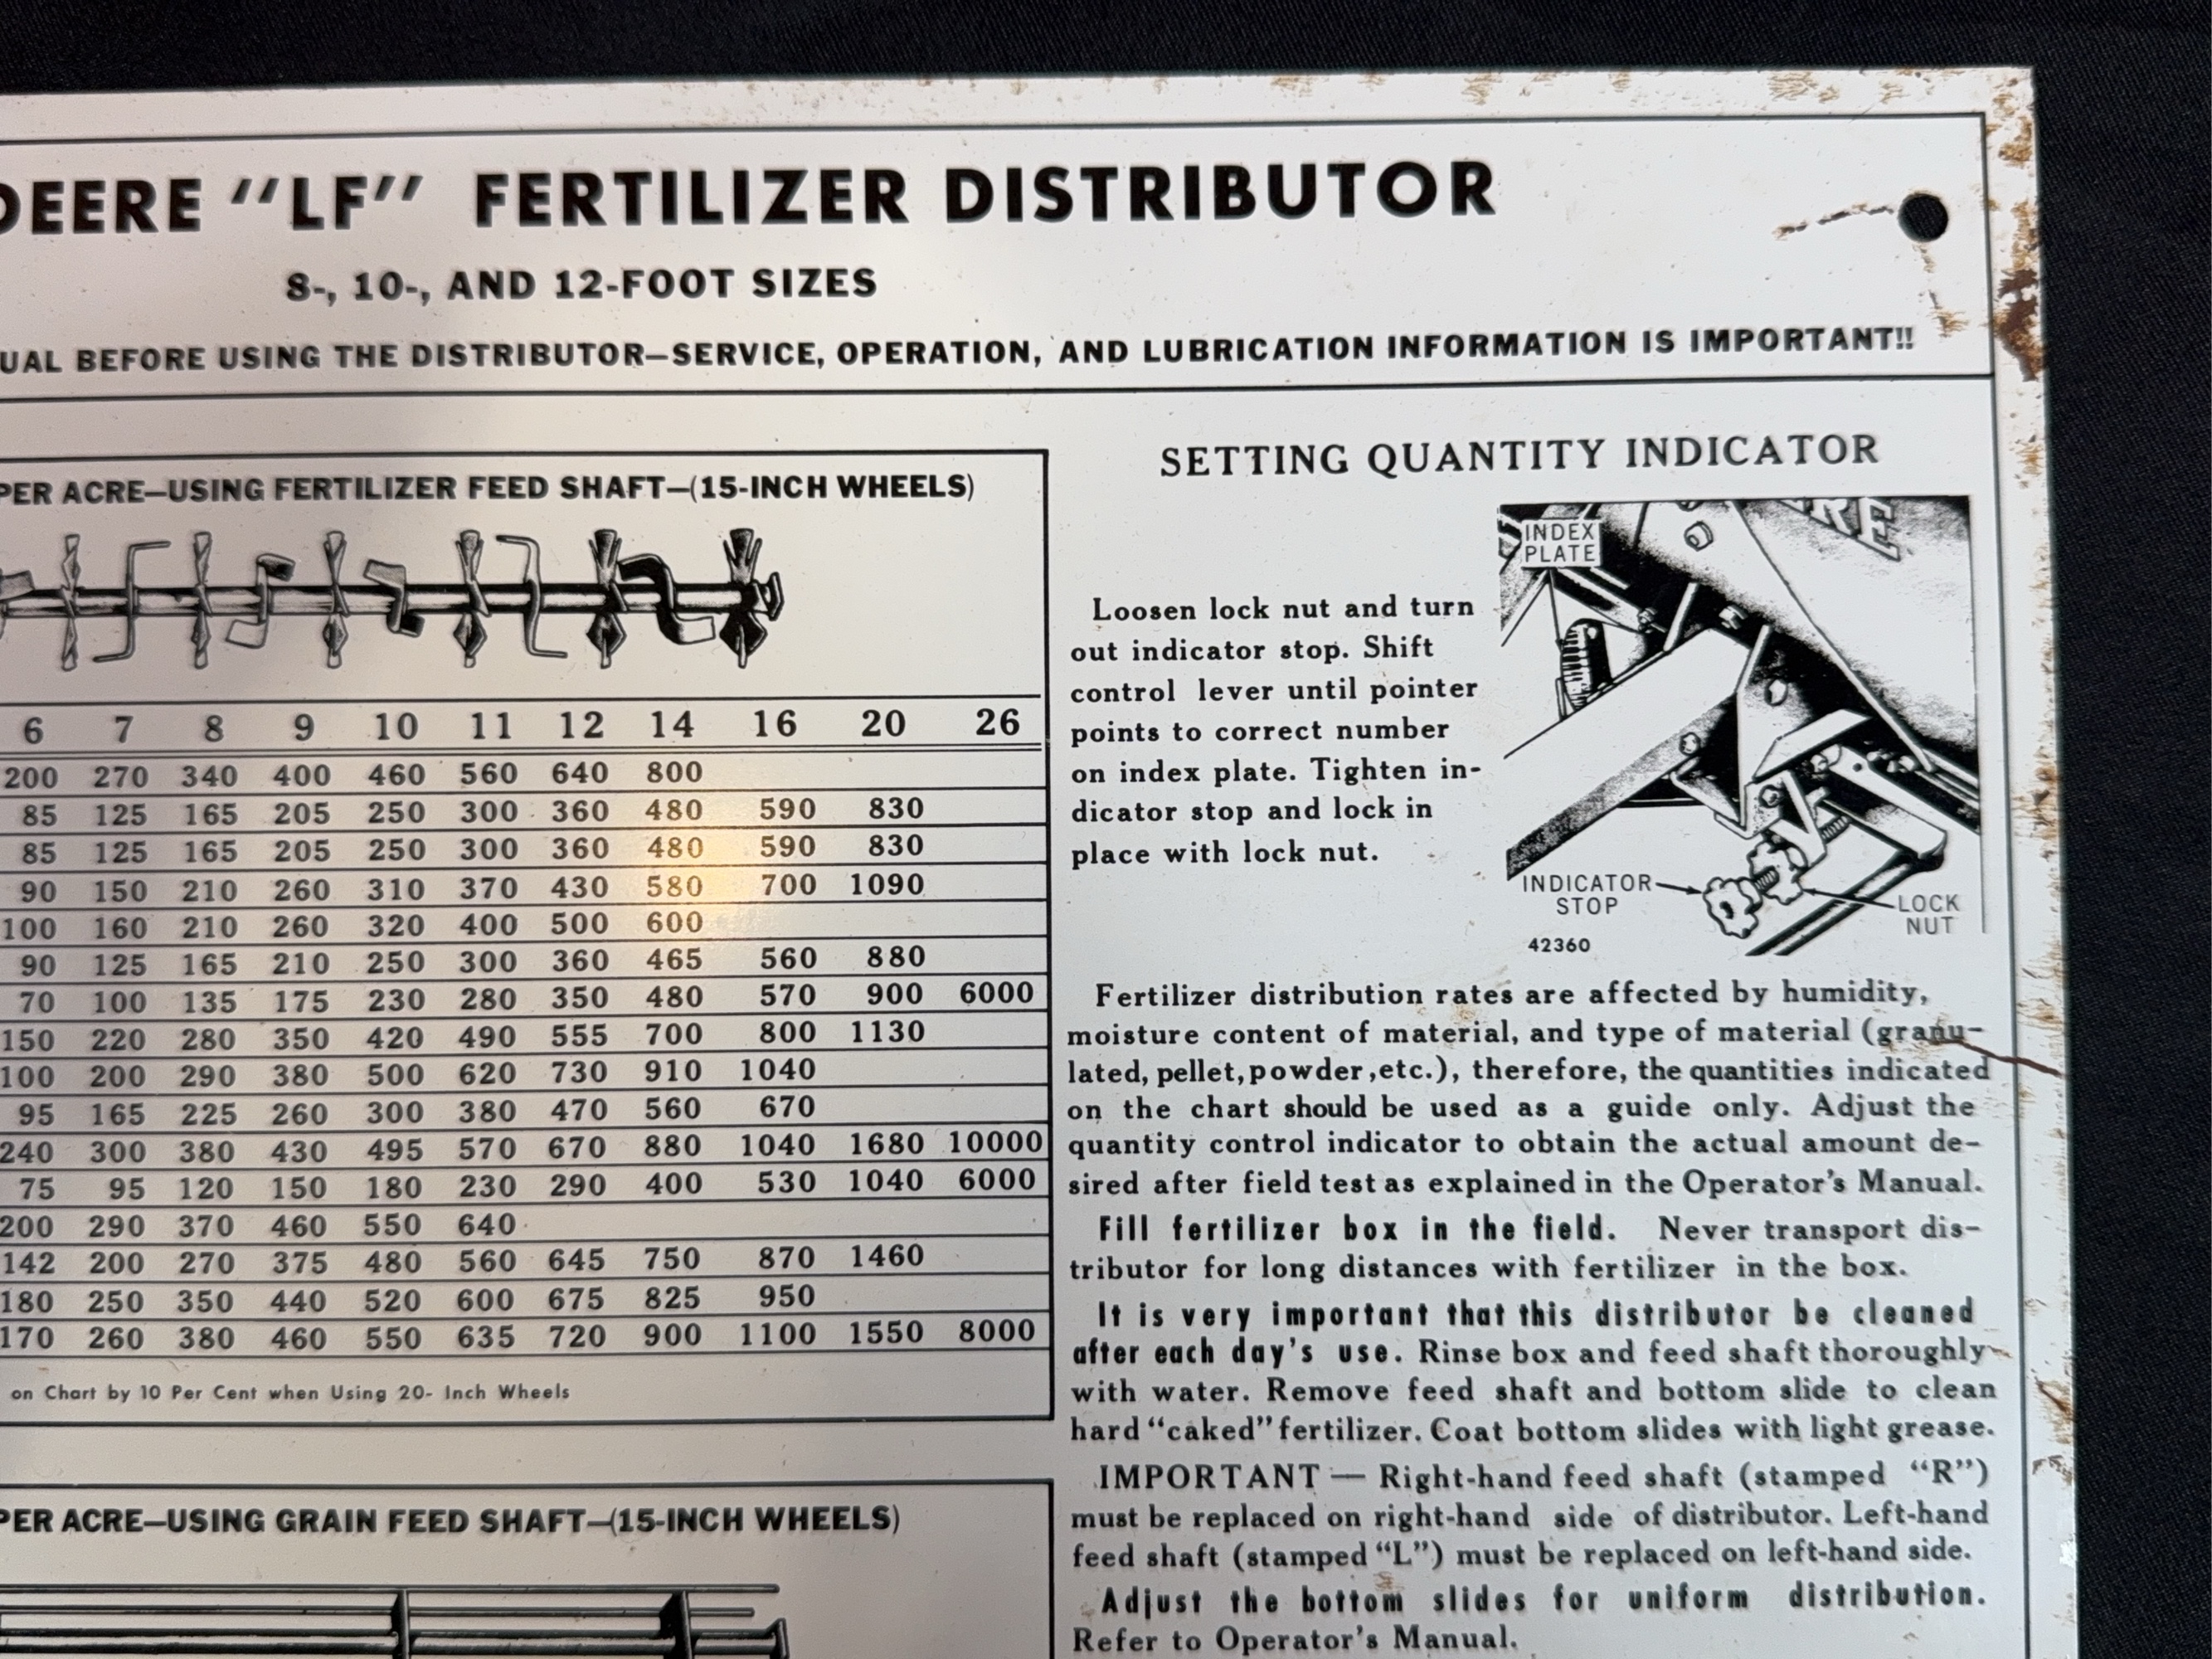 DEERE "LF" FERTILIZER DISTRIBUTOR
8-, 10-, AND 12-FOOT SIZES
BEFORE USING THE DISTRIBUTOR—SERVICE, OPERATION, AND LUBRICATION INFORMATION IS IMPORTANT!!
PER ACRE—USING FERTILIZER FEED SHAFT—(15-INCH WHEELS)
6 7 8 9 10 11 12 14 16 20 26
200 270 340 400 460 560 640 800
85 125 165 205 250 300 360 480 590 830
85 125 165 205 250 300 360 480 590 830
90 150 210 260 310 370 430 580 700 1090
100 160 210 260 320 400 500 600
90 125 165 210 250 300 360 465 560 880
70 100 135 175 230 280 350 480 570 900 6000
150 220 280 350 420 490 555 700 800 1130
100 200 290 380 500 620 730 910 1040
95 165 225 260 300 380 470 560 670
240 300 380 430 495 570 670 880 1040 1680 10000
75 95 120 150 180 230 290 400 530 1040 6000
200 290 370 460 550 640
142 200 270 375 480 560 645 750 870 1460
180 250 350 440 520 600 675 825 950
170 260 380 460 550 635 720 900 1100 1550 8000
on Chart by 10 Per Cent when Using 20- Inch Wheels
PER ACRE—USING GRAIN FEED SHAFT—(15-INCH WHEELS)
SETTING QUANTITY INDICATOR
Loosen lock nut and turn
out indicator stop. Shift
control lever until pointer
points to correct number
on index plate. Tighten in-
dicator stop and lock in
place with lock nut.
INDEX
PLATE
INDICATOR
STOP
LOCK
NUT
42360
Fertilizer distribution rates are affected by humidity,
moisture content of material, and type of material (granu-
lated, pellet, powder, etc.), therefore, the quantities indicated
on the chart should be used as a guide only. Adjust the
quantity control indicator to obtain the actual amount de-
sired after field test as explained in the Operator's Manual.
Fill fertilizer box in the field. Never transport dis-
tributor for long distances with fertilizer in the box.
It is very important that this distributor be cleaned
after each day's use. Rinse box and feed shaft thoroughly
with water. Remove feed shaft and bottom slide to clean
hard "caked" fertilizer. Coat bottom slides with light grease.
IMPORTANT — Right-hand feed shaft (stamped "R")
must be replaced on right-hand side of distributor. Left-hand
feed shaft (stamped "L") must be replaced on left-hand side.
Adjust the bottom slides for uniform distribution.
Refer to Operator's Manual.